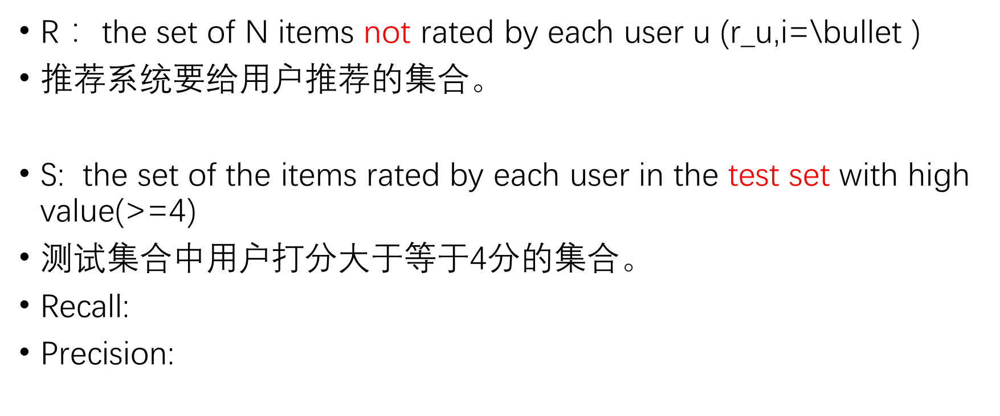 • R： the set of N items not rated by each user u (r_u,i=\bullet )
• 推荐系统要给用户推荐的集合。
• S: the set of the items rated by each user in the test set with high
value(>=4)
• 测试集合中用户打分大于等于4分的集合。
• Recall:
• Precision: